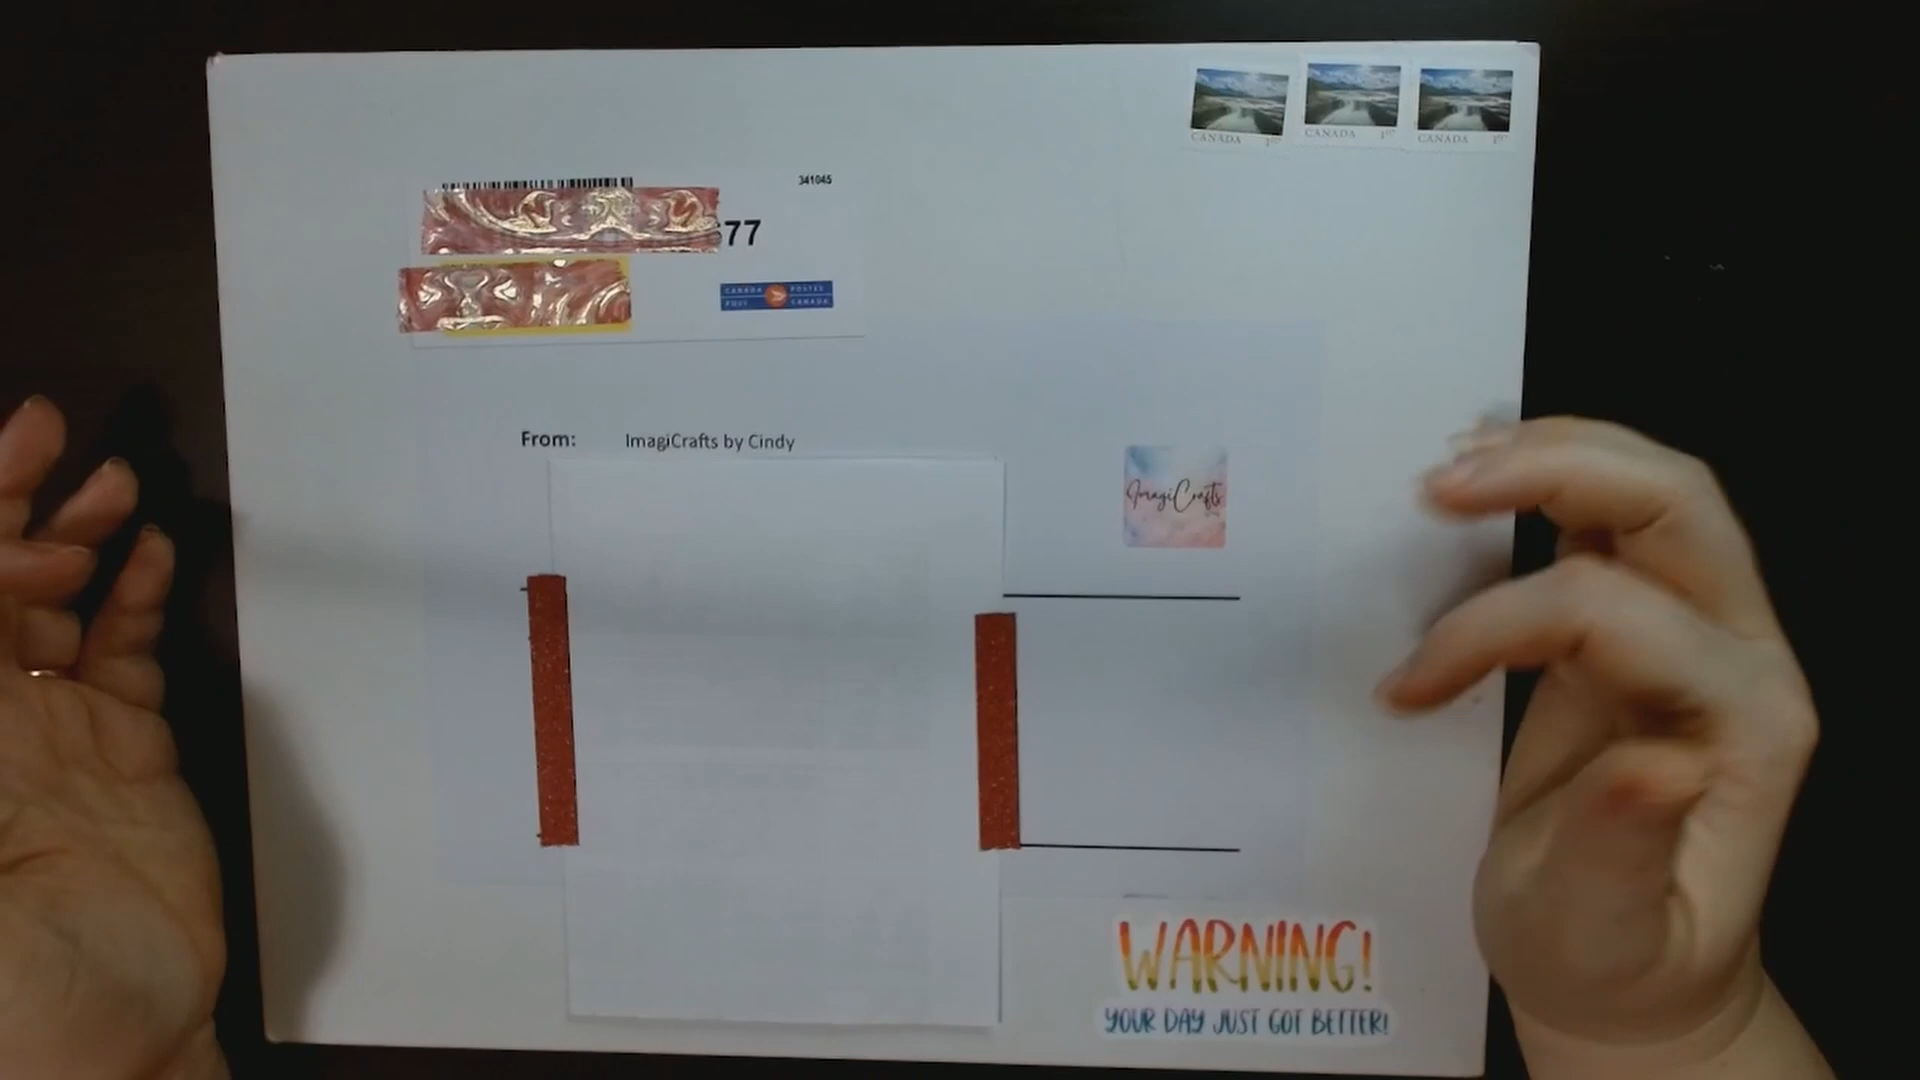 CANADA
CANADA
CANADA
341045
77
CANADA POSTES
POST CANADA
From: ImagiCrafts by Cindy
ImagiCrafts
WARNING!
YOUR DAY JUST GOT BETTER!